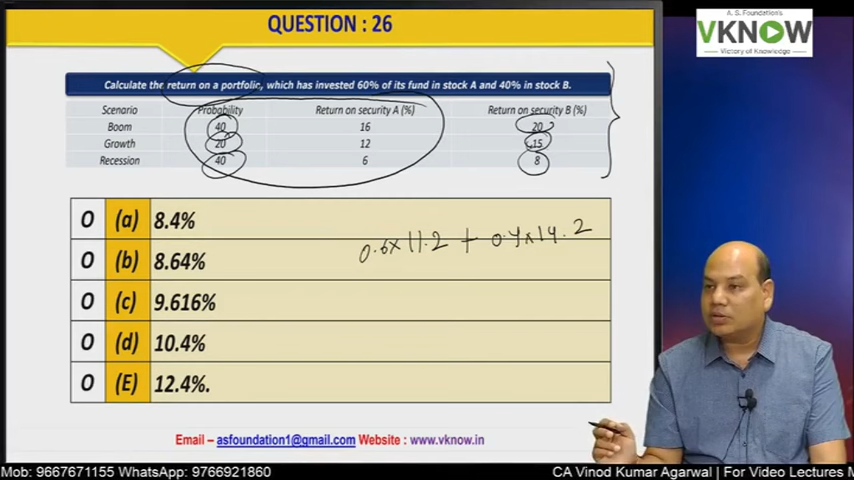 QUESTION : 26
A. S. Foundation's
VKNOW
Victory of Knowledge
Calculate the return on a portfolio, which has invested 60% of its fund in stock A and 40% in stock B.
Scenario Probability Return on security A (%) Return on security B (%)
Boom 40 16 20
Growth 20 12 15
Recession 40 6 8
O (a) 8.4%
0.6x11.2 + 0.4x14.2
O (b) 8.64%
O (c) 9.616%
O (d) 10.4%
O (E) 12.4%.
Email – asfoundation1@gmail.com Website : www.vknow.in
Mob: 9667671155 WhatsApp: 9766921860 CA Vinod Kumar Agarwal | For Video Lectures M